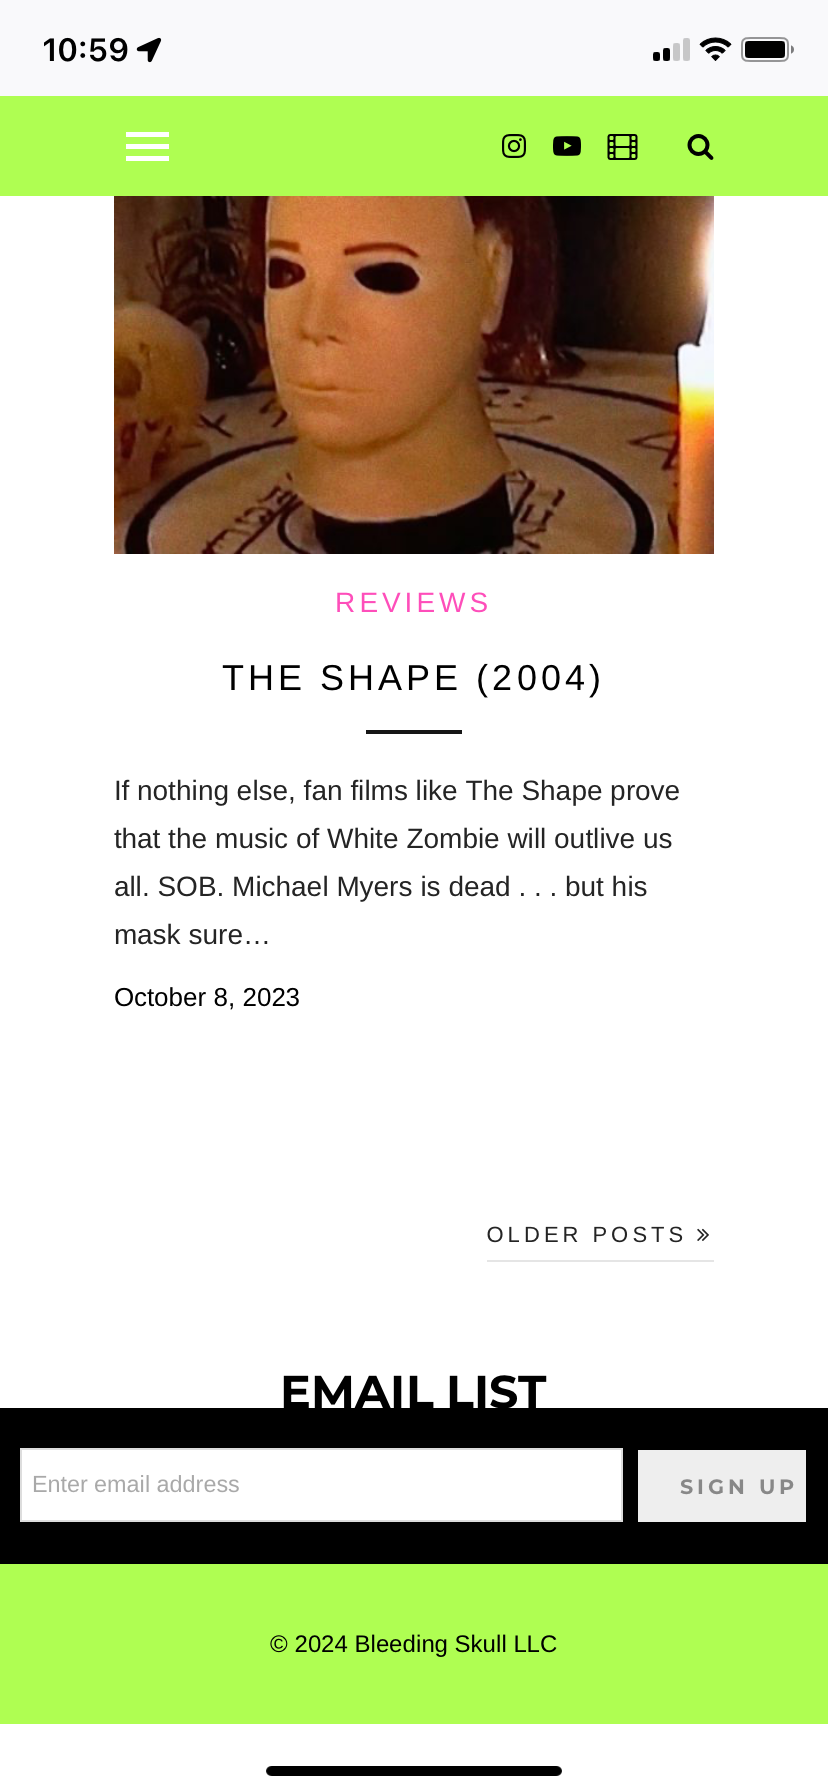 10:59
REVIEWS
THE SHAPE (2004)
If nothing else, fan films like The Shape prove
that the music of White Zombie will outlive us
all. SOB. Michael Myers is dead . . . but his
mask sure…
October 8, 2023
OLDER POSTS »
EMAIL LIST
Enter email address
SIGN UP
© 2024 Bleeding Skull LLC